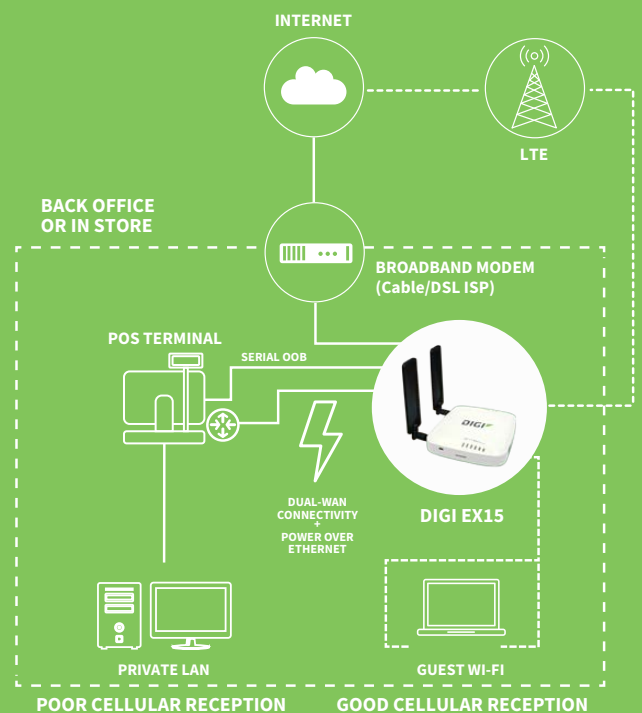 INTERNET
LTE
BACK OFFICE
OR IN STORE
BROADBAND MODEM
(Cable/DSL ISP)
POS TERMINAL
SERIAL OOB
DIGI
DUAL-WAN
CONNECTIVITY
+
POWER OVER
ETHERNET
DIGI EX15
PRIVATE LAN
GUEST WI-FI
POOR CELLULAR RECEPTION
GOOD CELLULAR RECEPTION